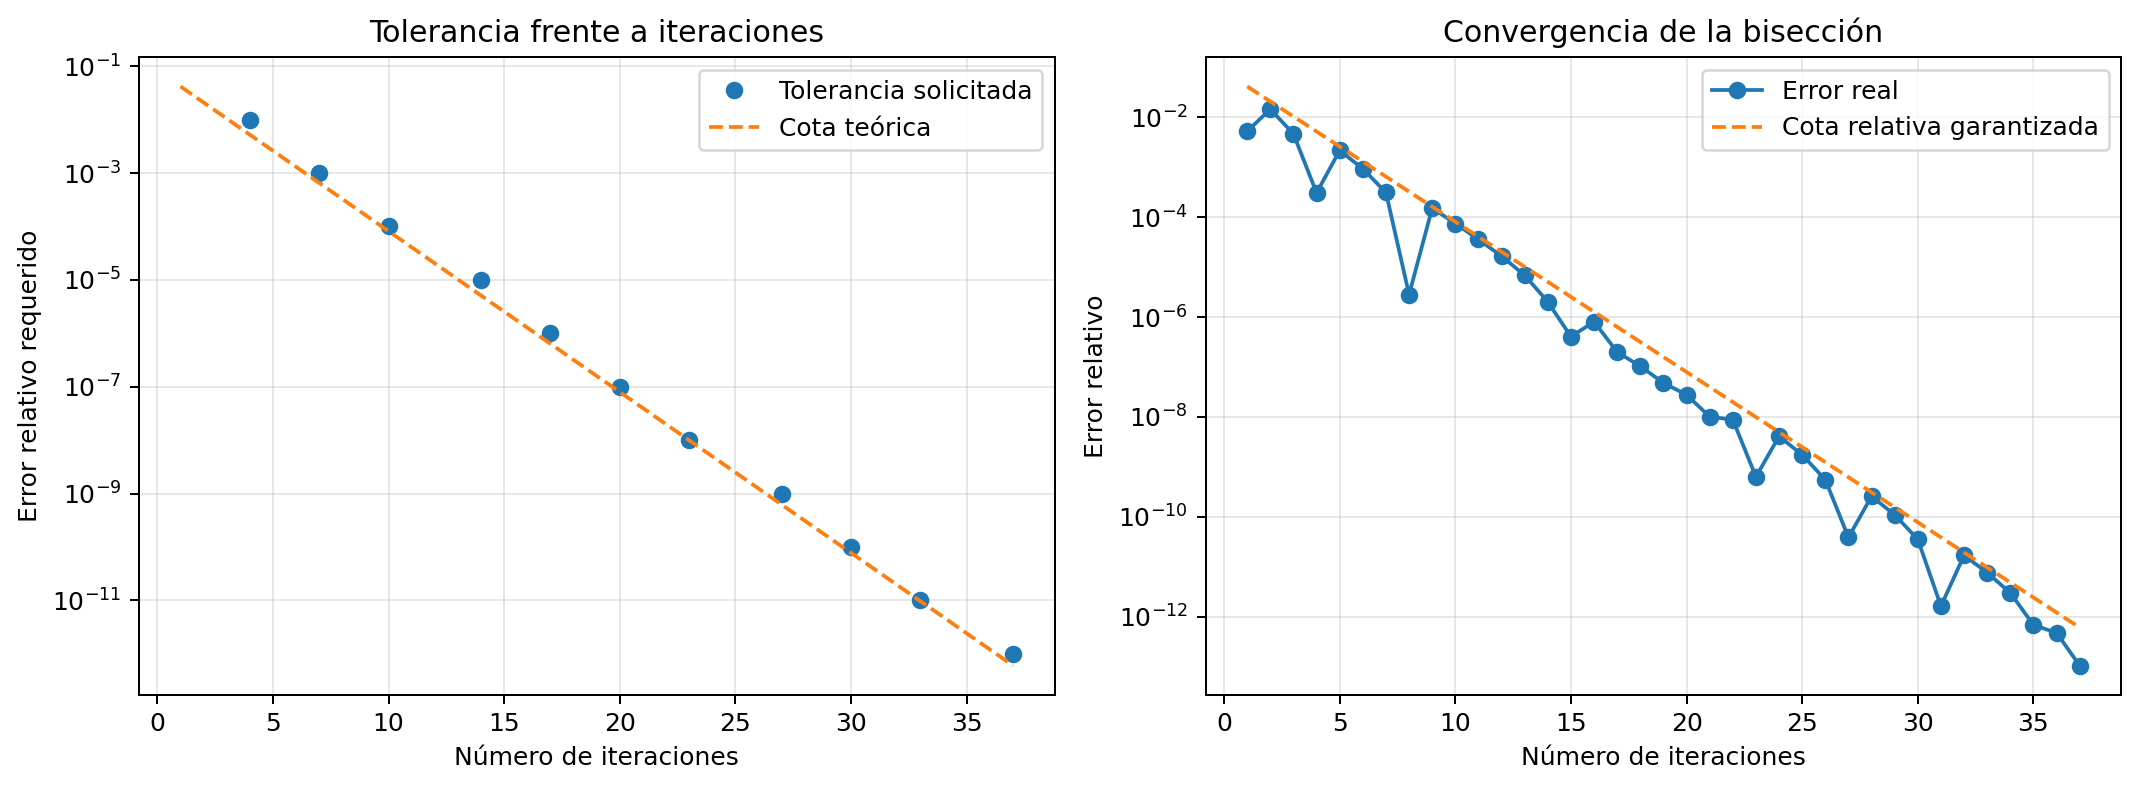 Tolerancia frente a iteraciones
Tolerancia solicitada
Cota teórica
Error relativo requerido
10⁻¹
10⁻³
10⁻⁵
10⁻⁷
10⁻⁹
10⁻¹¹
0 5 10 15 20 25 30 35
Número de iteraciones
Convergencia de la bisección
Error real
Cota relativa garantizada
Error relativo
10⁻²
10⁻⁴
10⁻⁶
10⁻⁸
10⁻¹⁰
10⁻¹²
0 5 10 15 20 25 30 35
Número de iteraciones